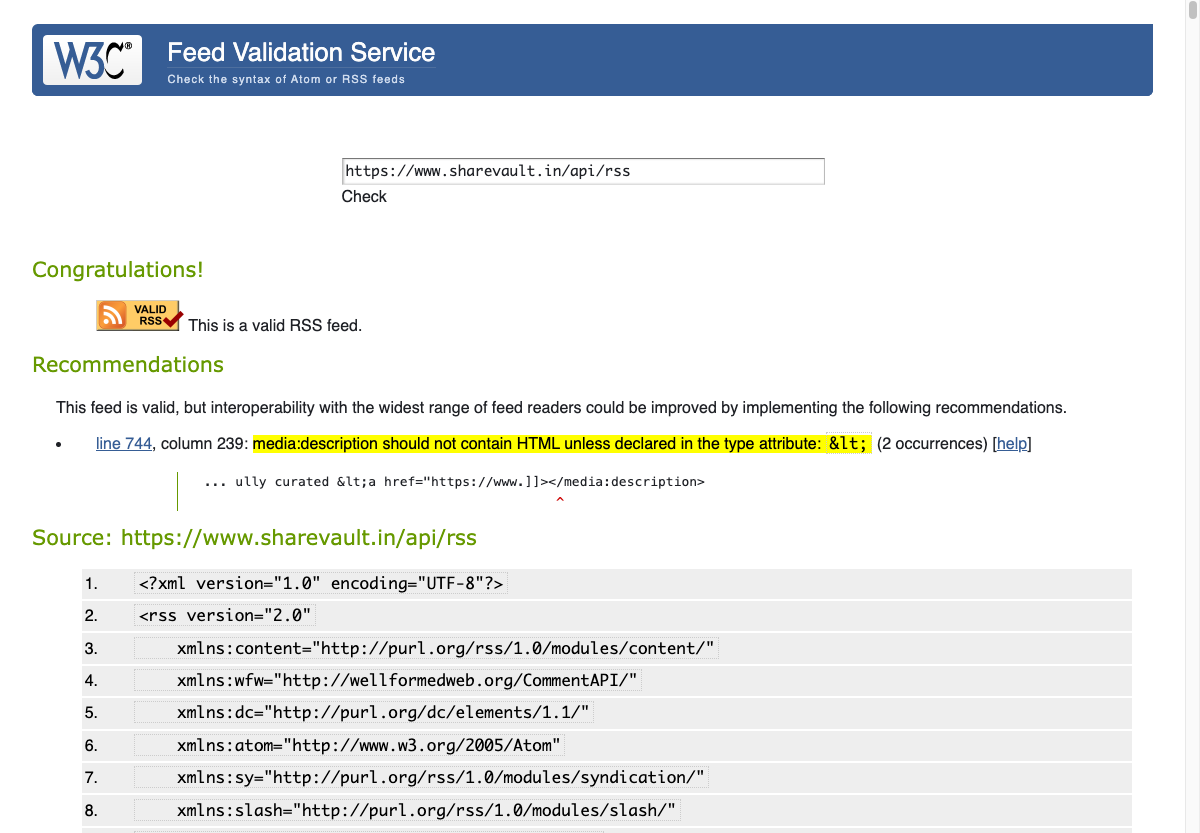 W3C®
Feed Validation Service
Check the syntax of Atom or RSS feeds
https://www.sharevault.in/api/rss
Check
Congratulations!
VALID RSS This is a valid RSS feed.
Recommendations
This feed is valid, but interoperability with the widest range of feed readers could be improved by implementing the following recommendations.
• line 744, column 239: media:description should not contain HTML unless declared in the type attribute: &lt; (2 occurrences) [help]
... ully curated &lt;a href="https://www.]]></media:description>
^
Source: https://www.sharevault.in/api/rss
1. <?xml version="1.0" encoding="UTF-8"?>
2. <rss version="2.0"
3. xmlns:content="http://purl.org/rss/1.0/modules/content/"
4. xmlns:wfw="http://wellformedweb.org/CommentAPI/"
5. xmlns:dc="http://purl.org/dc/elements/1.1/"
6. xmlns:atom="http://www.w3.org/2005/Atom"
7. xmlns:sy="http://purl.org/rss/1.0/modules/syndication/"
8. xmlns:slash="http://purl.org/rss/1.0/modules/slash/"